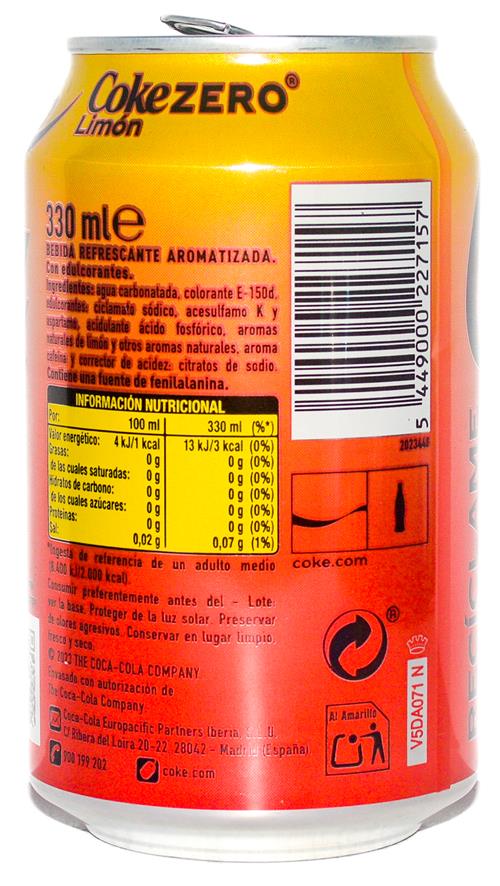 CokeZERO®
Limón
330 ml e
BEBIDA REFRESCANTE AROMATIZADA.
Con edulcorantes.
Ingredientes: agua carbonatada, colorante E-150d,
edulcorantes: ciclamato sódico, acesulfamo K y
aspartamo, acidulante ácido fosfórico, aromas
naturales de limón y otros aromas naturales, aroma
cafeína y corrector de acidez: citratos de sodio.
Contiene una fuente de fenilalanina.
INFORMACIÓN NUTRICIONAL
Por: 100 ml 330 ml (%*)
Valor energético: 4 kJ/1 kcal 13 kJ/3 kcal (0%)
Grasas: 0 g 0 g (0%)
de las cuales saturadas: 0 g 0 g (0%)
Hidratos de carbono: 0 g 0 g (0%)
de los cuales azúcares: 0 g 0 g (0%)
Proteínas: 0 g 0 g (0%)
Sal: 0,02 g 0,07 g (1%)
*Ingesta de referencia de un adulto medio
(8.400 kJ/2.000 kcal).
Consumir preferentemente antes del - Lote:
ver la base. Proteger de la luz solar. Preservar
de olores agresivos. Conservar en lugar limpio,
fresco y seco.
© 2023 THE COCA-COLA COMPANY
Envasado con autorización de
The Coca-Cola Company
Coca-Cola Europacific Partners Iberia, S.L.U.
C/ Ribera del Loira 20-22 28042 - Madrid (España)
900 199 202 coke.com
5 449000 227157
2023448
coke.com
®
Al Amarillo
V5DA071 N